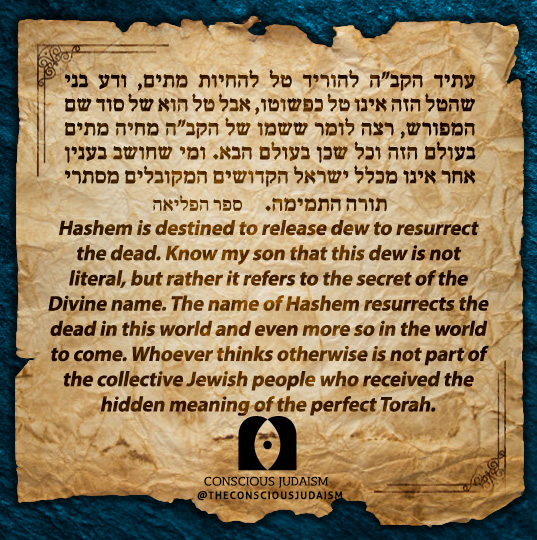 עתיד הקב"ה להוריד טל להחיות מתים, ודע בני
שהטל הזה אינו טל כפשוטו, אבל טל הוא של סוד שם
המפורש, רצה לומר ששמו של הקב"ה מחיה מתים
בעולם הזה וכל שכן בעולם הבא. ומי שחושב בענין
אחר אינו מכלל ישראל הקדושים המקובלים מסתרי
תורה התמימה. ספר הפליאה
Hashem is destined to release dew to resurrect
the dead. Know my son that this dew is not
literal, but rather it refers to the secret of the
Divine name. The name of Hashem resurrects the
dead in this world and even more so in the world
to come. Whoever thinks otherwise is not part of
the collective Jewish people who received the
hidden meaning of the perfect Torah.
CONSCIOUS JUDAISM
@THECONSCIOUSJUDAISM